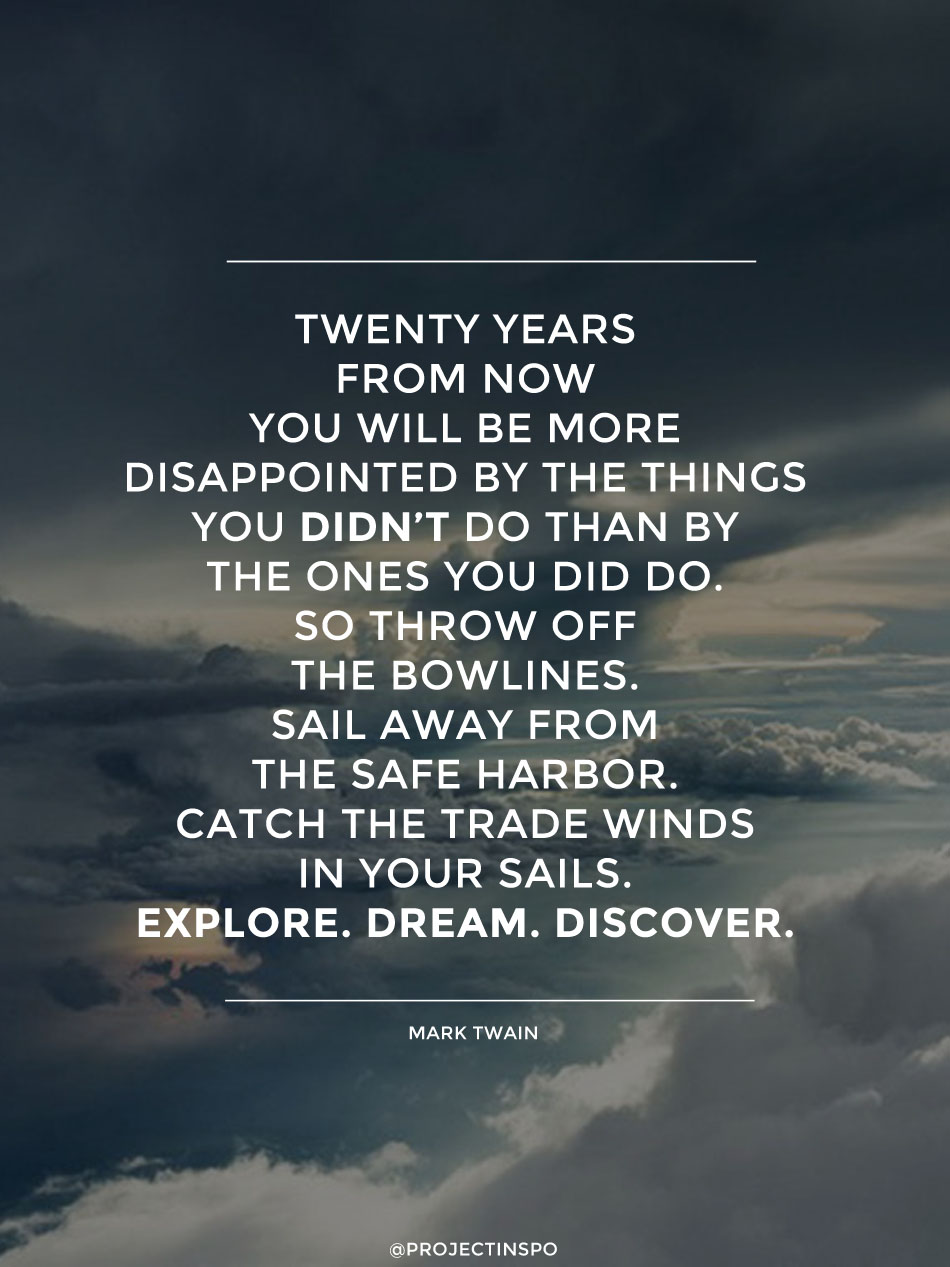 TWENTY YEARS
FROM NOW
YOU WILL BE MORE
DISAPPOINTED BY THE THINGS
YOU DIDN’T DO THAN BY
THE ONES YOU DID DO.
SO THROW OFF
THE BOWLINES.
SAIL AWAY FROM
THE SAFE HARBOR.
CATCH THE TRADE WINDS
IN YOUR SAILS.
EXPLORE. DREAM. DISCOVER.
MARK TWAIN
@PROJECTINSPO